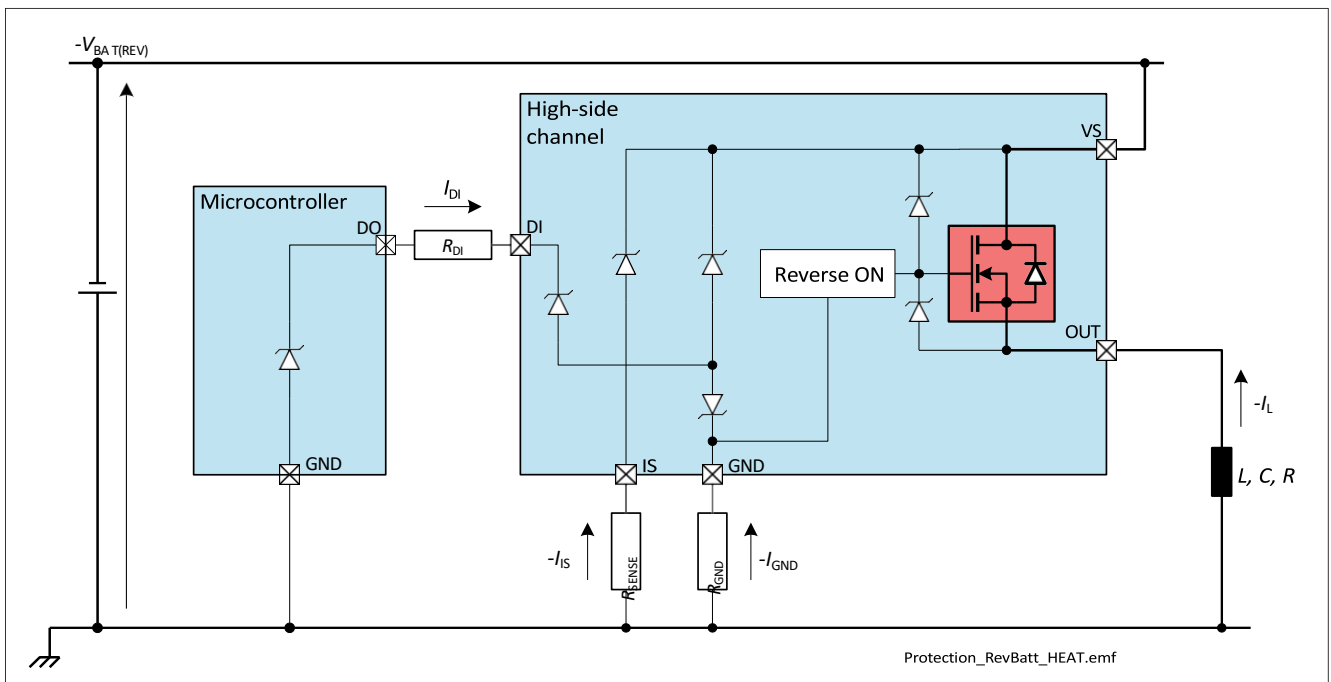 -VBAT(REV)
High-side
channel
VS
Microcontroller
IDI
DO
RDI
DI
Reverse ON
OUT
-IL
GND
IS
GND
L, C, R
-IIS
RSENSE
RGND
-IGND
Protection_RevBatt_HEAT.emf